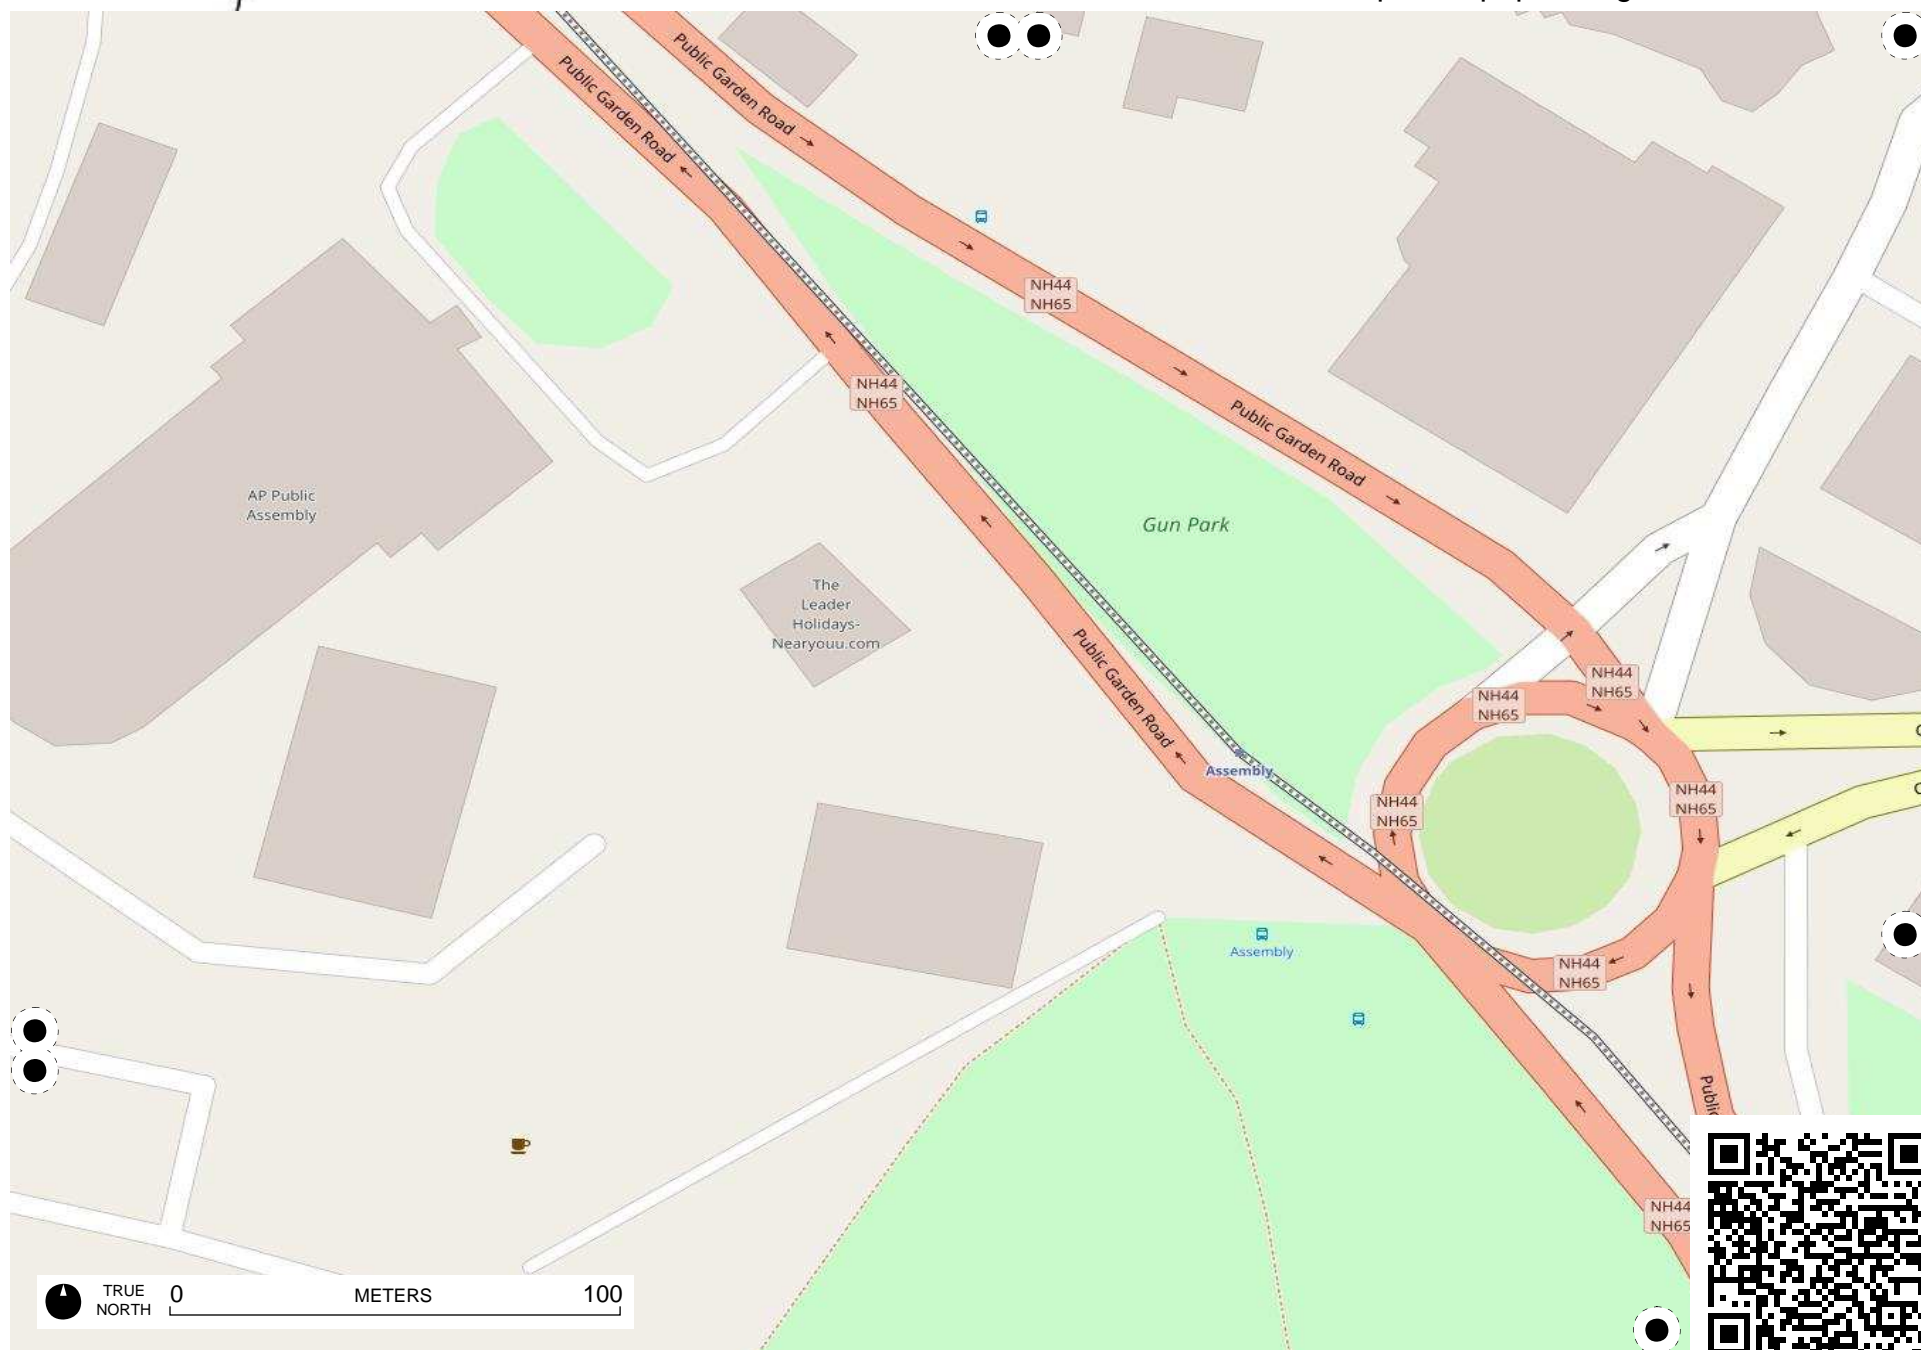 Public Garden Road
Public Garden Road
NH44
NH65
NH44
NH65
Public Garden Road
AP Public
Assembly
Gun Park
The
Leader
Holidays-
Nearyouu.com
Public Garden Road
NH44
NH65
NH44
NH65
Assembly
NH44
NH65
NH44
NH65
Assembly
NH44
NH65
Public
NH44
NH65
TRUE
NORTH
0
METERS
100